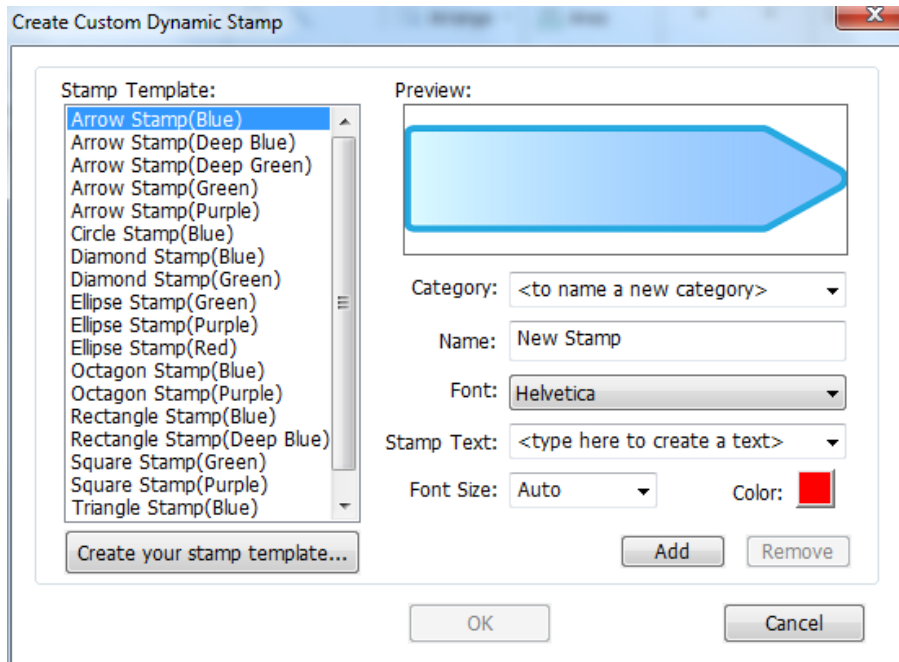 Create Custom Dynamic Stamp
Stamp Template:
Arrow Stamp(Blue)
Arrow Stamp(Deep Blue)
Arrow Stamp(Deep Green)
Arrow Stamp(Green)
Arrow Stamp(Purple)
Circle Stamp(Blue)
Diamond Stamp(Blue)
Diamond Stamp(Green)
Ellipse Stamp(Green)
Ellipse Stamp(Purple)
Ellipse Stamp(Red)
Octagon Stamp(Blue)
Octagon Stamp(Purple)
Rectangle Stamp(Blue)
Rectangle Stamp(Deep Blue)
Square Stamp(Green)
Square Stamp(Purple)
Triangle Stamp(Blue)
Create your stamp template...
Preview:
Category: <to name a new category>
Name: New Stamp
Font: Helvetica
Stamp Text: <type here to create a text>
Font Size: Auto Color:
Add Remove
OK Cancel